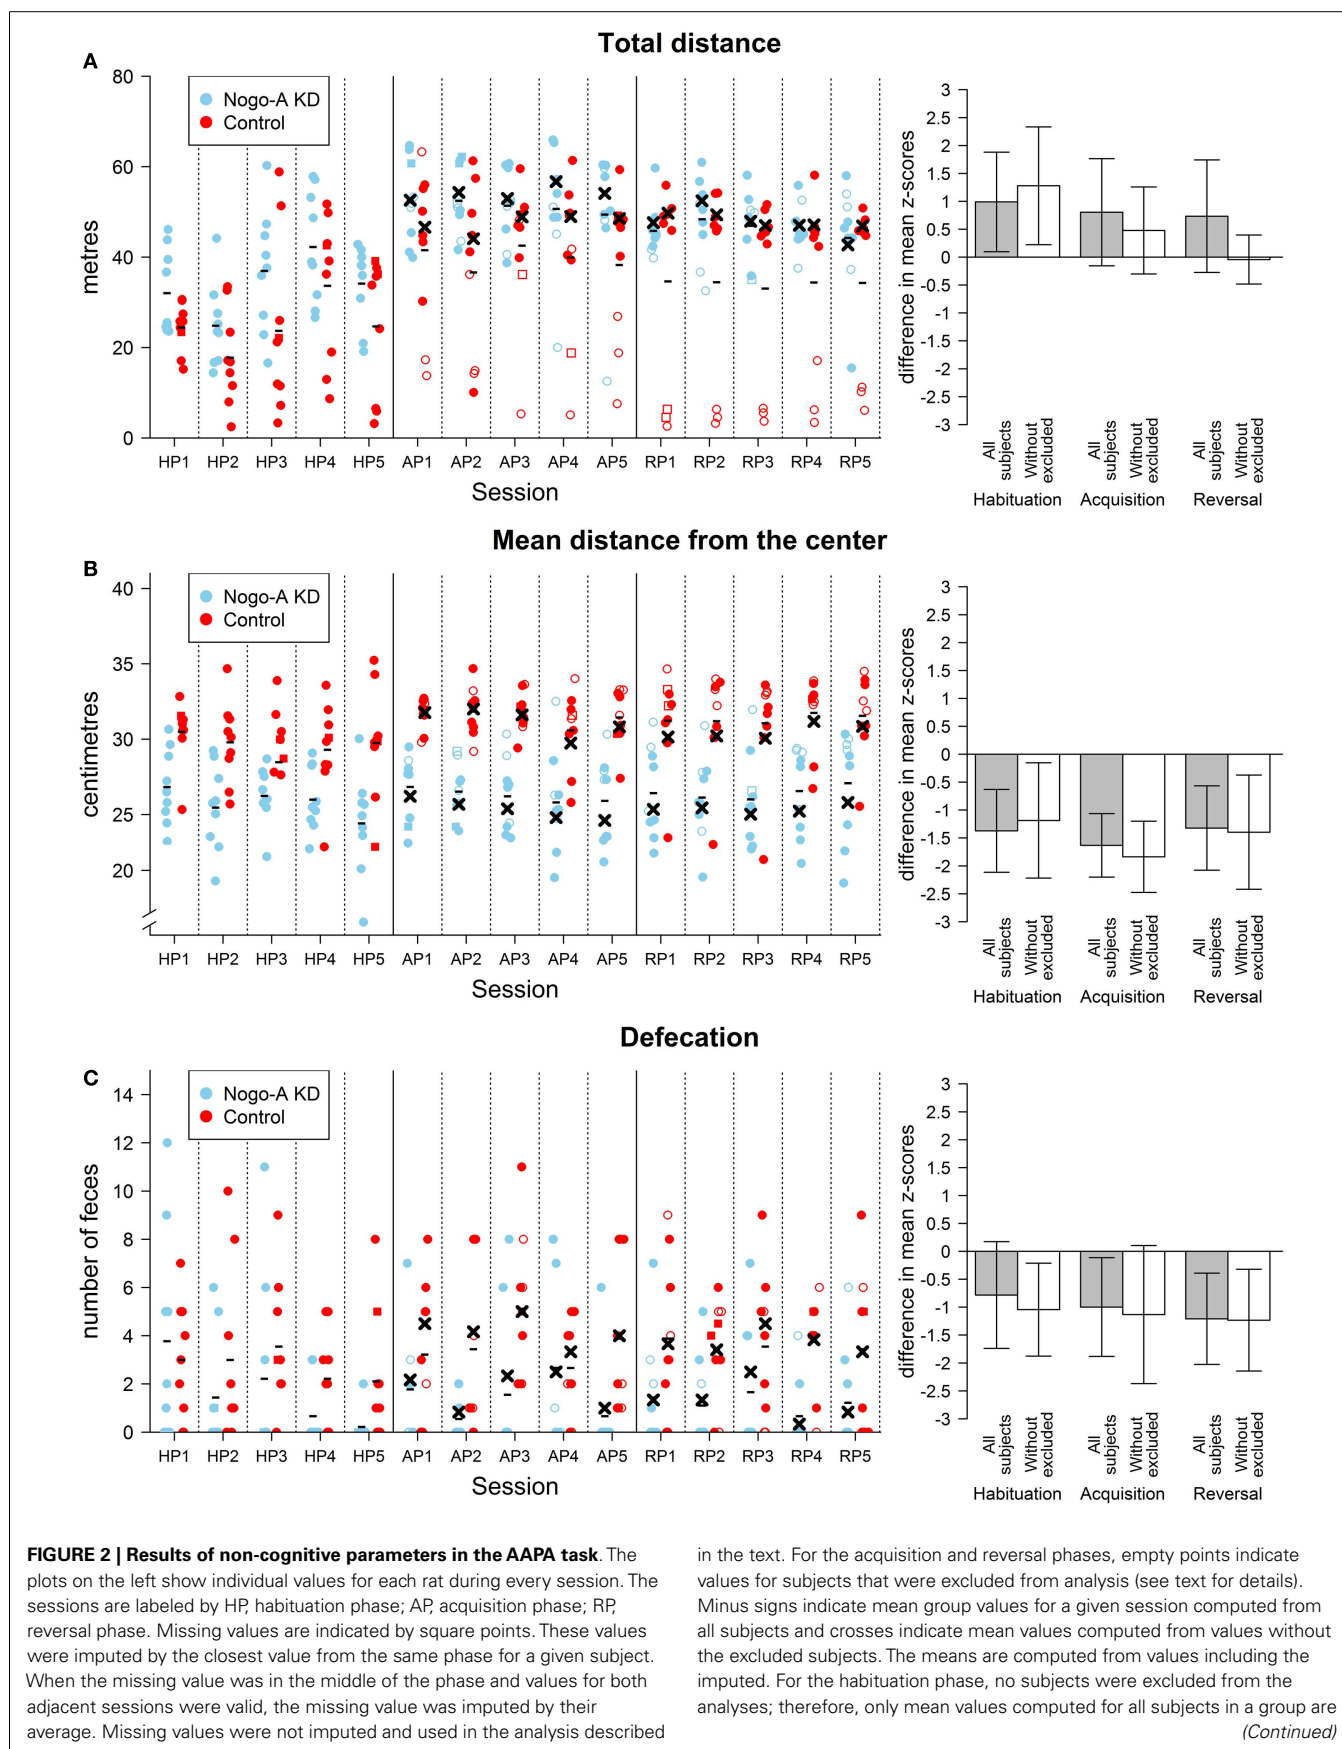 Total distance
A
80
60
40
20
0
metres
Nogo-A KD
Control
HP1 HP2 HP3 HP4 HP5 AP1 AP2 AP3 AP4 AP5 RP1 RP2 RP3 RP4 RP5
Session
3
2.5
2
1.5
1
0.5
0
-0.5
-1
-1.5
-2
-2.5
-3
difference in mean z-scores
All subjects
Without excluded
All subjects
Without excluded
All subjects
Without excluded
Habituation Acquisition Reversal
Mean distance from the center
B
40
35
30
25
20
centimetres
Nogo-A KD
Control
HP1 HP2 HP3 HP4 HP5 AP1 AP2 AP3 AP4 AP5 RP1 RP2 RP3 RP4 RP5
Session
3
2.5
2
1.5
1
0.5
0
-0.5
-1
-1.5
-2
-2.5
-3
difference in mean z-scores
All subjects
Without excluded
All subjects
Without excluded
All subjects
Without excluded
Habituation Acquisition Reversal
Defecation
C
14
12
10
8
6
4
2
0
number of feces
Nogo-A KD
Control
HP1 HP2 HP3 HP4 HP5 AP1 AP2 AP3 AP4 AP5 RP1 RP2 RP3 RP4 RP5
Session
3
2.5
2
1.5
1
0.5
0
-0.5
-1
-1.5
-2
-2.5
-3
difference in mean z-scores
All subjects
Without excluded
All subjects
Without excluded
All subjects
Without excluded
Habituation Acquisition Reversal
FIGURE 2 | Results of non-cognitive parameters in the AAPA task. The
plots on the left show individual values for each rat during every session. The
sessions are labeled by HP, habituation phase; AP, acquisition phase; RP,
reversal phase. Missing values are indicated by square points. These values
were imputed by the closest value from the same phase for a given subject.
When the missing value was in the middle of the phase and values for both
adjacent sessions were valid, the missing value was imputed by their
average. Missing values were not imputed and used in the analysis described
in the text. For the acquisition and reversal phases, empty points indicate
values for subjects that were excluded from analysis (see text for details).
Minus signs indicate mean group values for a given session computed from
all subjects and crosses indicate mean values computed from values without
the excluded subjects. The means are computed from values including the
imputed. For the habituation phase, no subjects were excluded from the
analyses; therefore, only mean values computed for all subjects in a group are
(Continued)